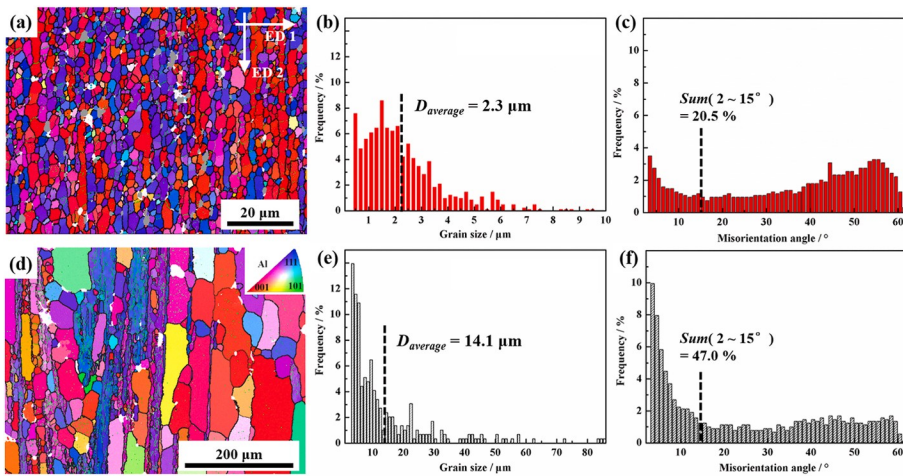 (a)
ED 1
ED 2
20 µm
(b)
Frequency / %
14
12
10
8
6
4
2
0
D average = 2.3 µm
1 2 3 4 5 6 7 8 9 10
Grain size / µm
(c)
Frequency / %
10
8
6
4
2
0
Sum( 2 ~ 15° )
= 20.5 %
10 20 30 40 50 60
Misorientation angle / °
(d)
Al 111
001 101
200 µm
(e)
Frequency / %
14
12
10
8
6
4
2
0
D average = 14.1 µm
10 20 30 40 50 60 70 80
Grain size / µm
(f)
Frequency / %
10
8
6
4
2
0
Sum( 2 ~ 15° )
= 47.0 %
10 20 30 40 50 60
Misorientation angle / °